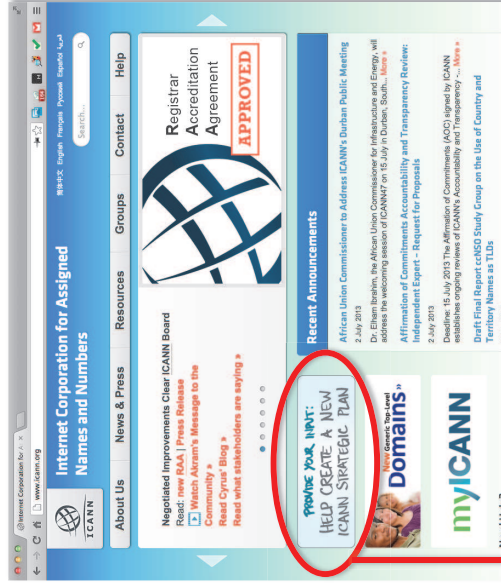 Internet Corporation for A
www.icann.org
ICANN
Internet Corporation for Assigned
Names and Numbers
简体中文 English Français Русский Español العربية
Search...
About Us
News & Press
Resources
Groups
Contact
Help
Negotiated Improvements Clear ICANN Board
Read: new RAA | Press Release
Watch Akram's Message to the
Community »
Read Cyrus' Blog »
Read what stakeholders are saying »
Registrar
Accreditation
Agreement
APPROVED
PROVIDE YOUR INPUT:
HELP CREATE A NEW
ICANN STRATEGIC PLAN
New Generic Top-Level
Domains»
myICANN
Recent Announcements
African Union Commissioner to Address ICANN's Durban Public Meeting
2 July 2013
Dr. Elham Ibrahim, the African Union Commissioner for Infrastructure and Energy, will
address the welcoming session of ICANN47 on 15 July in Durban, South... More »
Affirmation of Commitments Accountability and Transparency Review:
Independent Expert – Request for Proposals
2 July 2013
Deadline: 15 July 2013 The Affirmation of Commitments (AOC) signed by ICANN
establishes ongoing reviews of ICANN's Accountability and Transparency -... More »
Draft Final Report ccNSO Study Group on the Use of Country and
Territory Names as TLDs